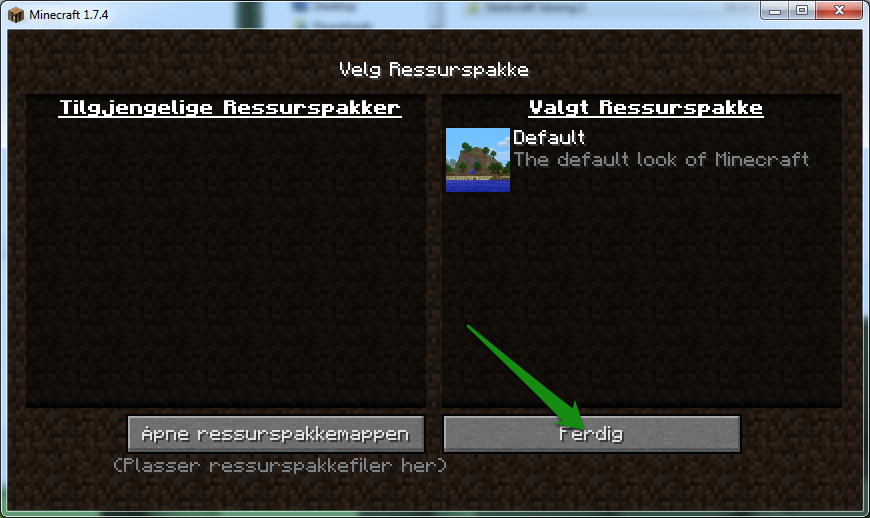 Minecraft 1.7.4
Velg Ressurspakke
Tilgjengelige Ressurspakker
Valgt Ressurspakke
Default
The default look of Minecraft
Åpne ressurspakkemappen
Ferdig
(Plasser ressurspakkefiler her)